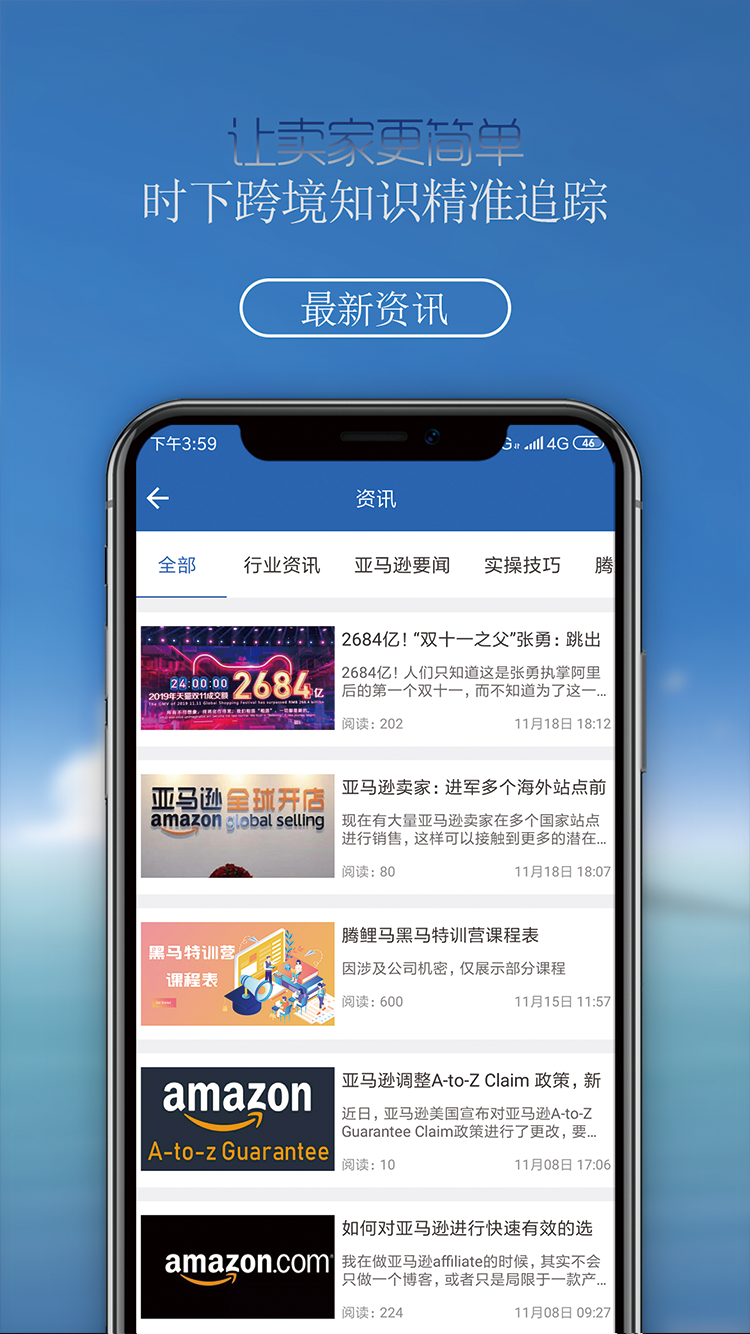 让卖家更简单
时下跨境知识精准追踪
最新资讯
下午3:59
4G 46
资讯
全部 行业资讯 亚马逊要闻 实操技巧 腾
24:00:00
2019年天猫双11成交额 2684亿
2684亿！“双十一之父”张勇：跳出
2684亿！人们只知道这是张勇执掌阿里
后的第一个双十一，而不知道为了这一...
阅读：202 11月18日 18:12
亚马逊全球开店
amazon global selling
亚马逊卖家：进军多个海外站点前
现在有大量亚马逊卖家在多个国家站点
进行销售，这样可以接触到更多的潜在...
阅读：80 11月18日 18:07
黑马特训营
课程表
腾鲤马黑马特训营课程表
因涉及公司机密，仅展示部分课程
阅读：600 11月15日 11:57
amazon
A-to-z Guarantee
亚马逊调整A-to-Z Claim 政策，新
近日，亚马逊美国宣布对亚马逊A-to-Z
Guarantee Claim政策进行了更改，要...
阅读：10 11月08日 17:06
amazon.com
如何对亚马逊进行快速有效的选
我在做亚马逊affiliate的时候，其实不会
只做一个博客，或者只是局限于一款产...
阅读：224 11月08日 09:27